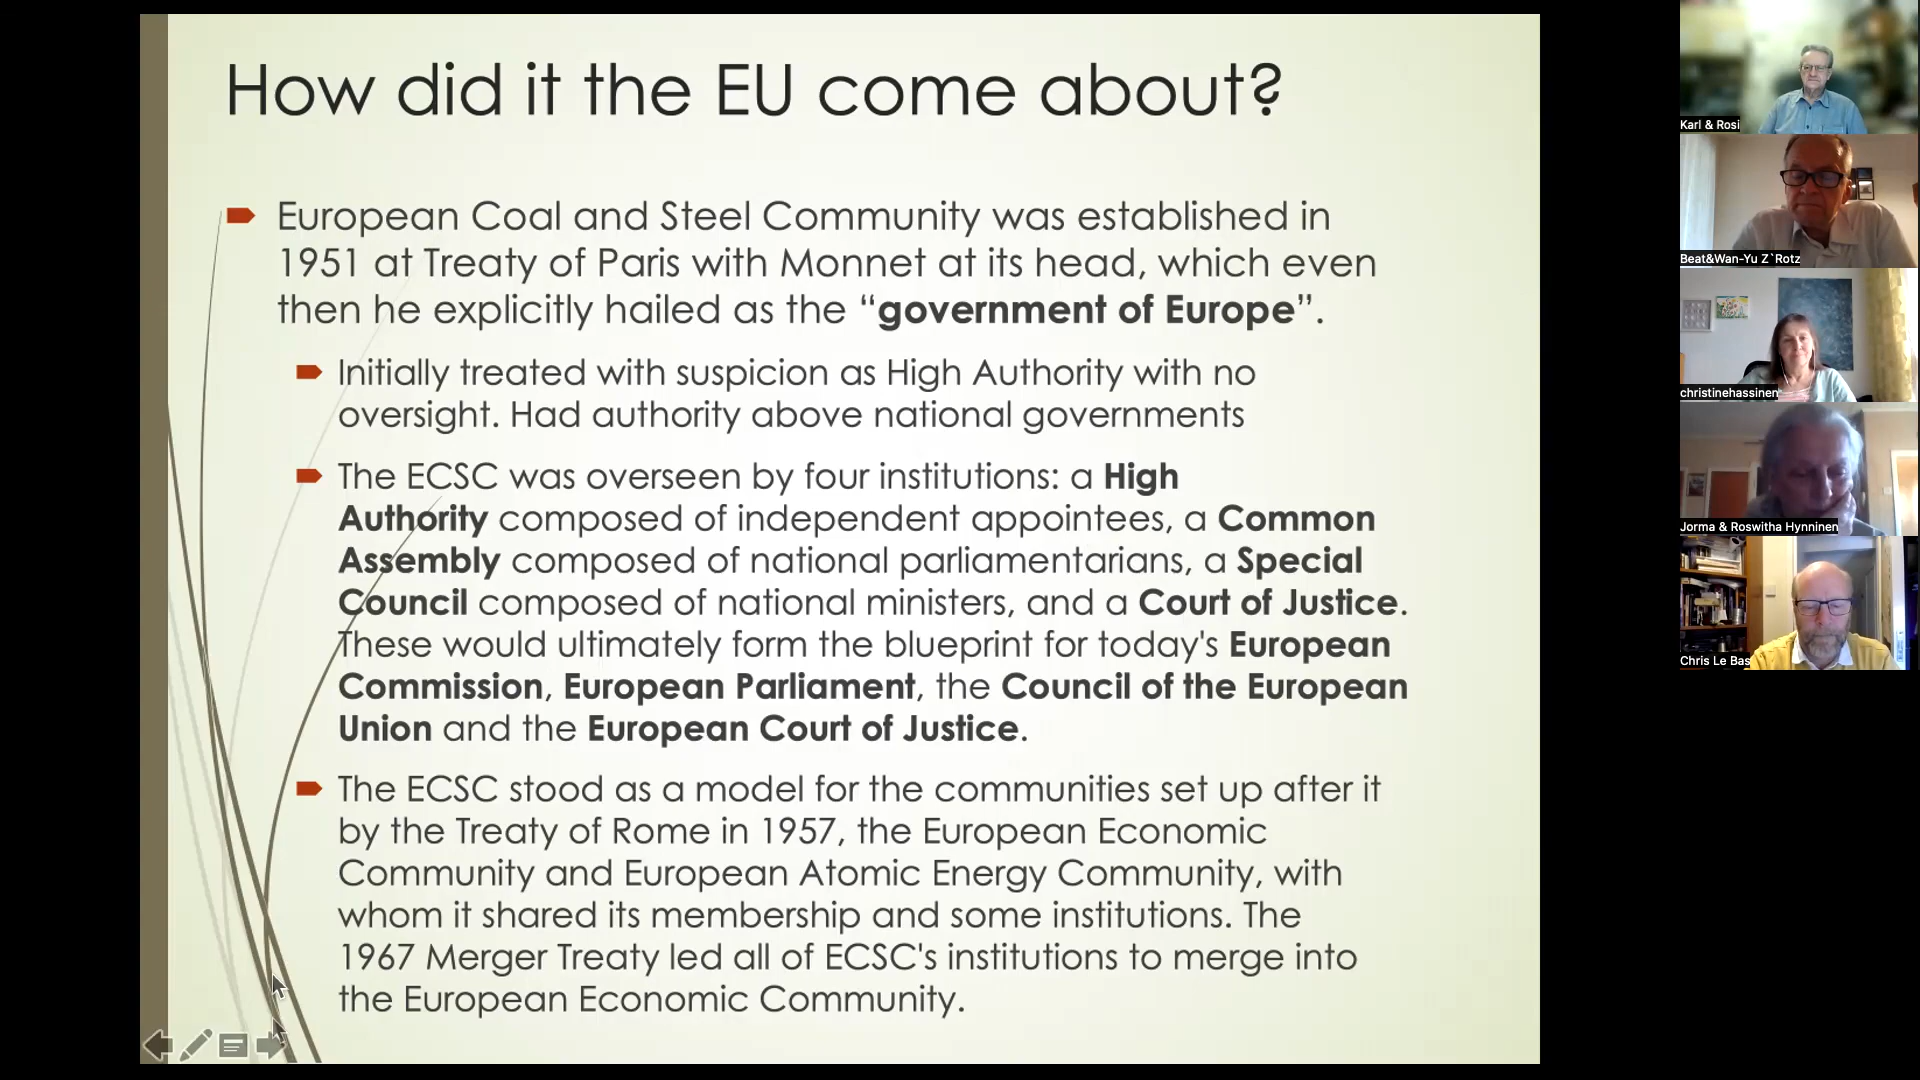 How did it the EU come about?
European Coal and Steel Community was established in
1951 at Treaty of Paris with Monnet at its head, which even
then he explicitly hailed as the “government of Europe”.
Initially treated with suspicion as High Authority with no
oversight. Had authority above national governments
The ECSC was overseen by four institutions: a High
Authority composed of independent appointees, a Common
Assembly composed of national parliamentarians, a Special
Council composed of national ministers, and a Court of Justice.
These would ultimately form the blueprint for today's European
Commission, European Parliament, the Council of the European
Union and the European Court of Justice.
The ECSC stood as a model for the communities set up after it
by the Treaty of Rome in 1957, the European Economic
Community and European Atomic Energy Community, with
whom it shared its membership and some institutions. The
1967 Merger Treaty led all of ECSC's institutions to merge into
the European Economic Community.
Karl & Rosi
Beat&Wan-Yu Z`Rotz
christinehassinen
Jorma & Roswitha Hynninen
Chris Le Bas